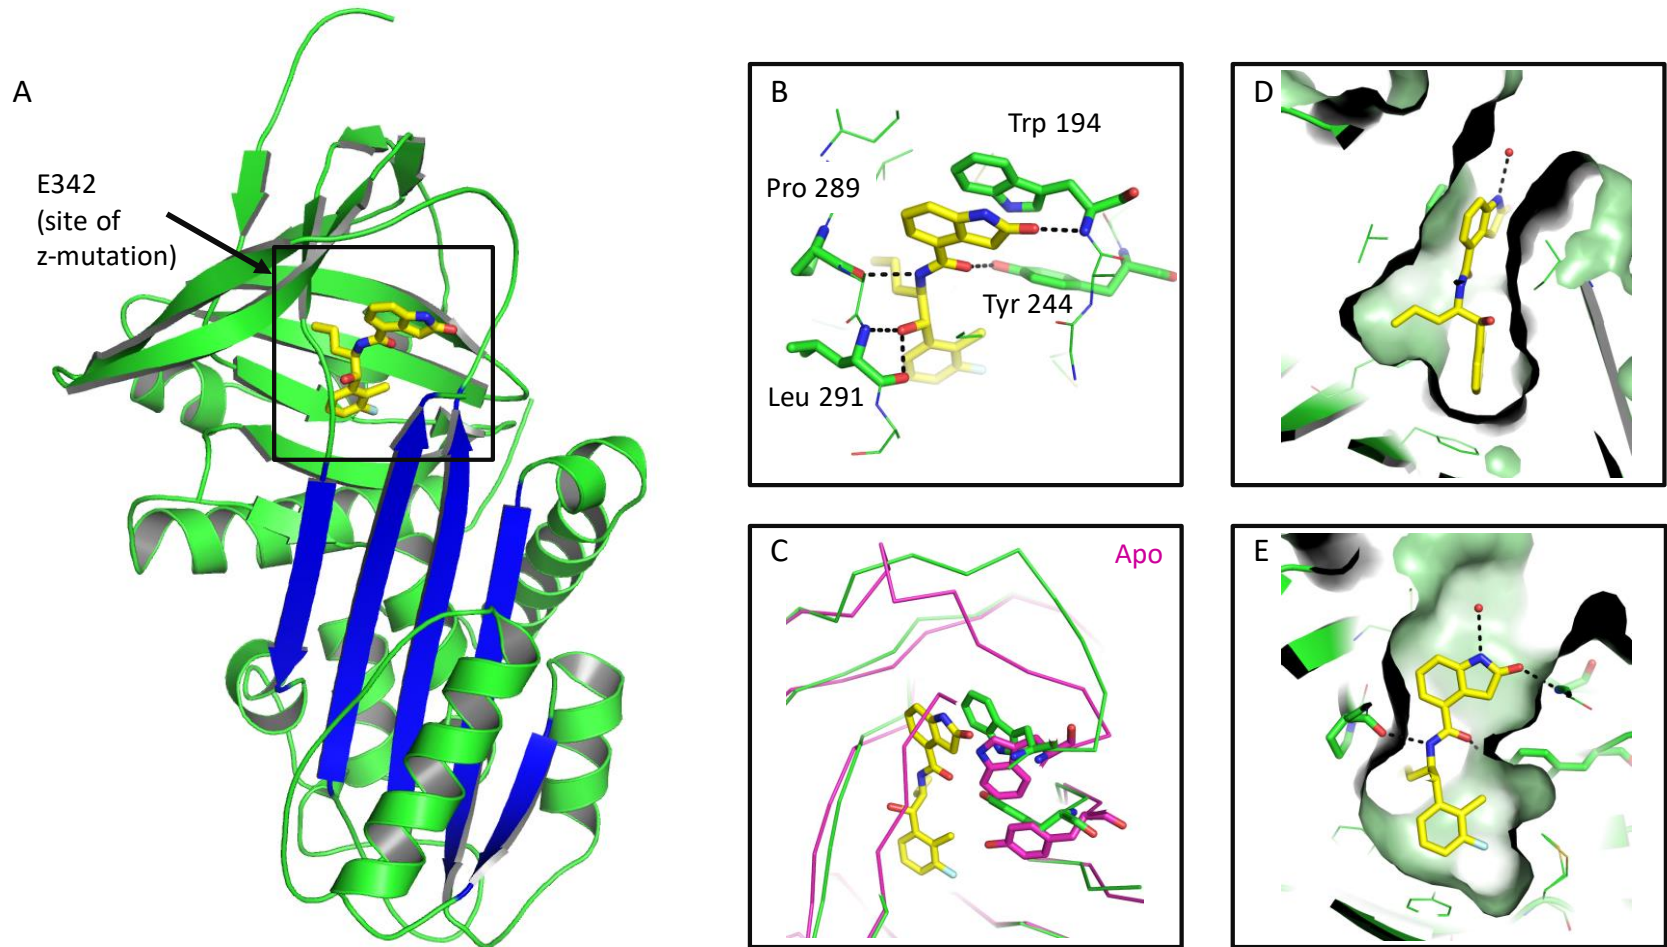 A
E342
(site of
z-mutation)
B
Trp 194
Pro 289
Tyr 244
Leu 291
C
Apo
D
E